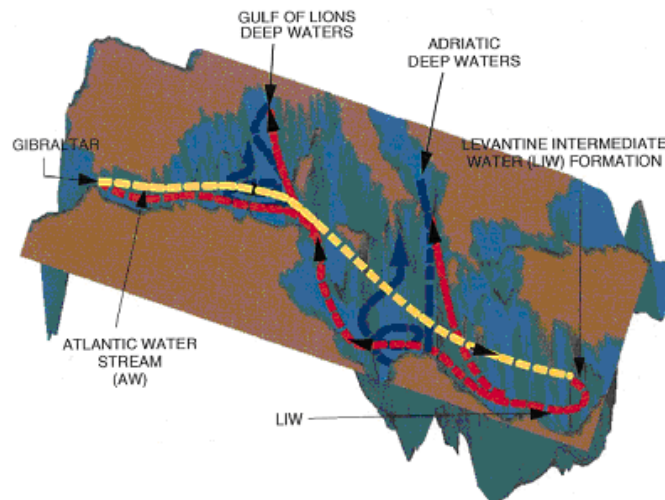 GULF OF LIONS
DEEP WATERS
ADRIATIC
DEEP WATERS
GIBRALTAR
LEVANTINE INTERMEDIATE
WATER (LIW) FORMATION
ATLANTIC WATER
STREAM
(AW)
LIW